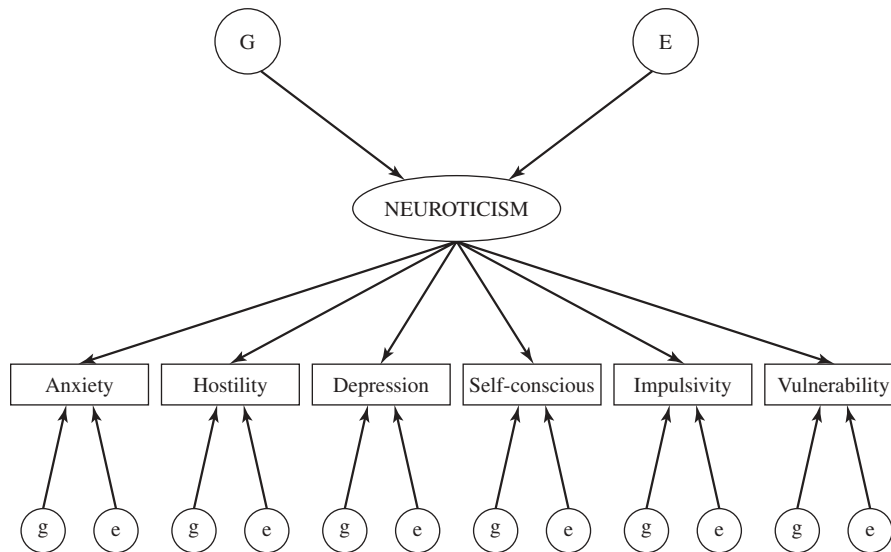 G
E
NEUROTICISM
Anxiety
Hostility
Depression
Self-conscious
Impulsivity
Vulnerability
g
e
g
e
g
e
g
e
g
e
g
e